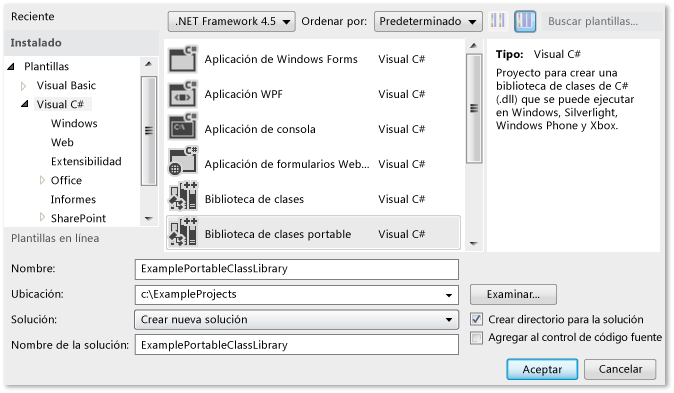 Reciente
.NET Framework 4.5
Ordenar por:
Predeterminado
Buscar plantillas...
Instalado
Plantillas
Visual Basic
Visual C#
Windows
Web
Extensibilidad
Office
Informes
SharePoint
Plantillas en línea
C# Aplicación de Windows Forms Visual C#
C# Aplicación WPF Visual C#
C# C:\ Aplicación de consola Visual C#
C# Aplicación de formularios Web... Visual C#
Biblioteca de clases Visual C#
Biblioteca de clases portable Visual C#
Tipo: Visual C#
Proyecto para crear una
biblioteca de clases de C#
(.dll) que se puede ejecutar
en Windows, Silverlight,
Windows Phone y Xbox.
Nombre: ExamplePortableClassLibrary
Ubicación: c:\ExampleProjects
Examinar...
Solución: Crear nueva solución
Crear directorio para la solución
Agregar al control de código fuente
Nombre de la solución: ExamplePortableClassLibrary
Aceptar
Cancelar